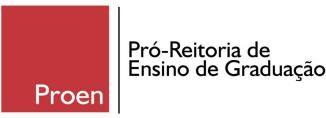 Proen
Pró-Reitoria de
Ensino de Graduação